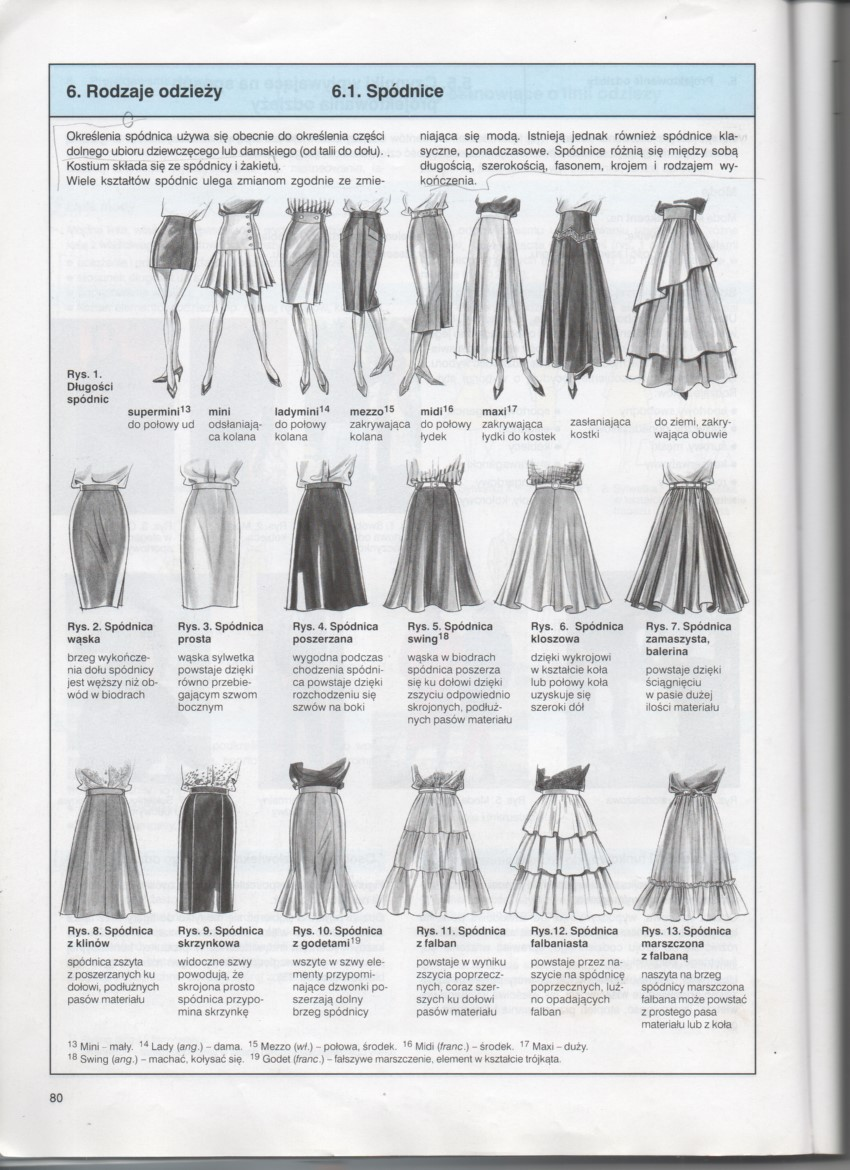 6. Rodzaje odzieży
6.1. Spódnice
Określenia spódnica używa się obecnie do określenia części
dolnego ubioru dziewczęcego lub damskiego (od talii do dołu).
Kostium składa się ze spódnicy i żakietu.
Wiele kształtów spódnic ulega zmianom zgodnie ze zmie-
niająca się modą. Istnieją jednak również spódnice kla-
syczne, ponadczasowe. Spódnice różnią się między sobą
długością, szerokością, fasonem, krojem i rodzajem wy-
kończenia.
Rys. 1.
Długości
spódnic
supermini13
do połowy ud
mini
odsłaniają-
ca kolana
ladymini14
do połowy
kolana
mezzo15
zakrywająca
kolana
midi16
do połowy
łydek
maxi17
zakrywająca
łydki do kostek
zasłaniająca
kostki
do ziemi, zakry-
wająca obuwie
Rys. 2. Spódnica
wąska
brzeg wykończe-
nia dołu spódnicy
jest węższy niż ob-
wód w biodrach
Rys. 3. Spódnica
prosta
wąska sylwetka
powstaje dzięki
równo przebie-
gającym szwom
bocznym
Rys. 4. Spódnica
poszerzana
wygodna podczas
chodzenia spódni-
ca powstaje dzięki
rozchodzeniu się
szwów na boki
Rys. 5. Spódnica
swing18
wąska w biodrach
spódnica poszerza
się ku dołowi dzięki
zszyciu odpowiednio
skrojonych, podłuż-
nych pasów materiału
Rys. 6. Spódnica
kloszowa
dzięki wykrojowi
w kształcie koła
lub połowy koła
uzyskuje się
szeroki dół
Rys. 7. Spódnica
zamaszysta,
balerina
powstaje dzięki
ściągnięciu
w pasie dużej
ilości materiału
Rys. 8. Spódnica
z klinów
spódnica zszyta
z poszerzanych ku
dołowi, podłużnych
pasów materiału
Rys. 9. Spódnica
skrzynkowa
widoczne szwy
powodują, że
skrojona prosto
spódnica przypo-
mina skrzynkę
Rys. 10. Spódnica
z godetami19
wszyte w szwy ele-
menty przypomi-
nające dzwonki po-
szerzają dolny
brzeg spódnicy
Rys. 11. Spódnica
z falban
powstaje w wyniku
zszycia poprzecz-
nych, coraz szer-
szych ku dołowi
pasów materiału
Rys.12. Spódnica
falbaniasta
powstaje przez na-
szycie na spódnicę
poprzecznych, luź-
no opadających
falban
Rys. 13. Spódnica
marszczona
z falbaną
naszyta na brzeg
spódnicy marszczona
falbana może powstać
z prostego pasa
materiału lub z koła
13 Mini – mały. 14 Lady (ang.) – dama. 15 Mezzo (wł.) – połowa, środek. 16 Midi (franc.) – środek. 17 Maxi – duży.
18 Swing (ang.) – machać, kołysać się. 19 Godet (franc.) – fałszywe marszczenie, element w kształcie trójkąta.
80